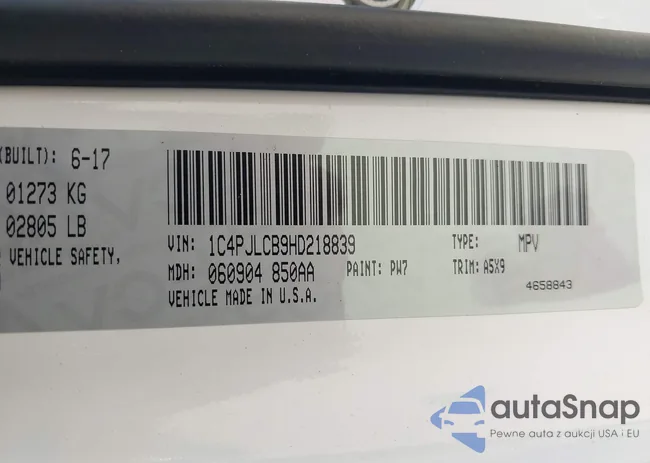 (BUILT): 6-17
01273 KG
02805 LB
VEHICLE SAFETY,
VIN: 1C4PJLCB9HD218839
TYPE: MPV
MDH: 060904 850AA
PAINT: PW7
TRIM: A5X9
VEHICLE MADE IN U.S.A.
4658843
autaSnap
Pewne auta z aukcji USA i EU